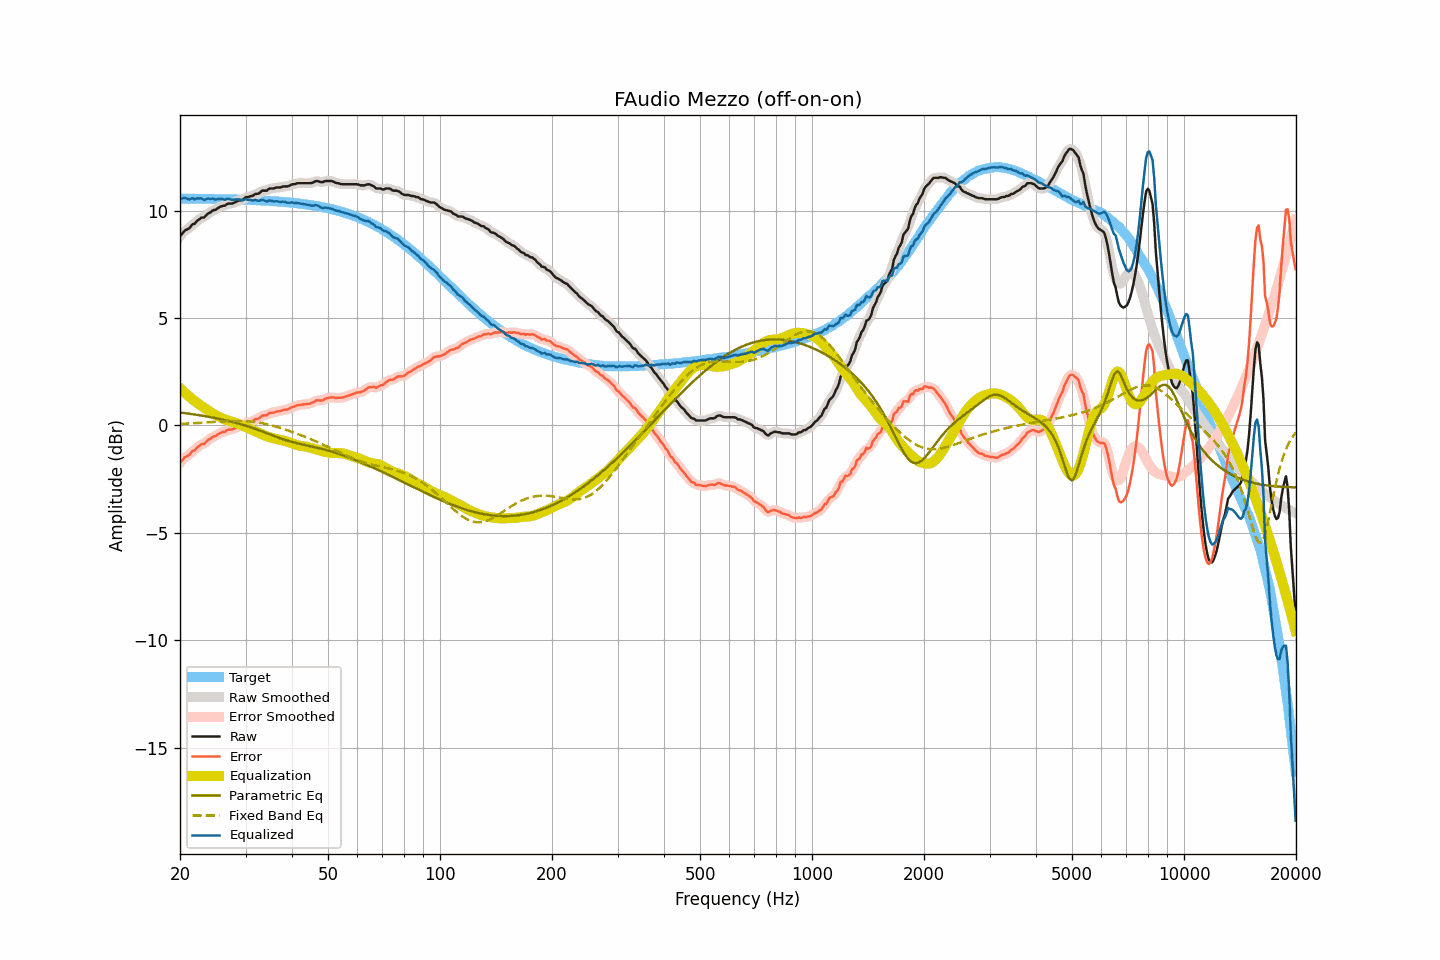 FAudio Mezzo (off-on-on)
Amplitude (dBr)
10
5
0
−5
−10
−15
Target
Raw Smoothed
Error Smoothed
Raw
Error
Equalization
Parametric Eq
Fixed Band Eq
Equalized
20 50 100 200 500 1000 2000 5000 10000 20000
Frequency (Hz)